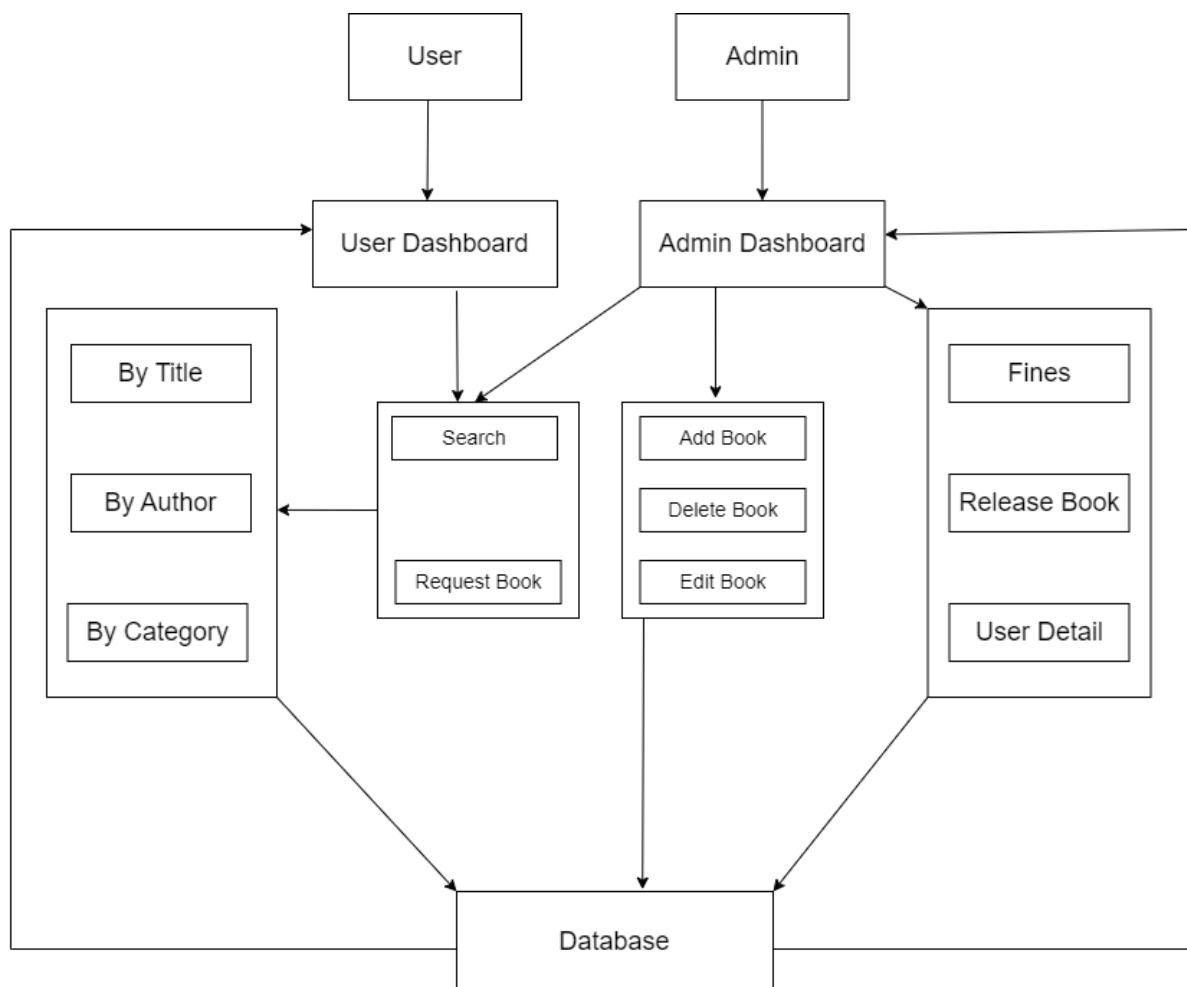 User
Admin
User Dashboard
Admin Dashboard
By Title
By Author
By Category
Search
Request Book
Add Book
Delete Book
Edit Book
Fines
Release Book
User Detail
Database